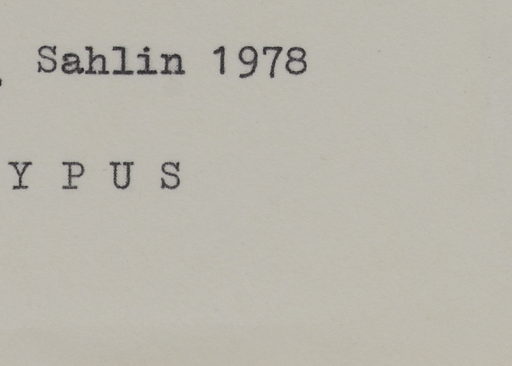 , Sahlin 1978
Y P U S